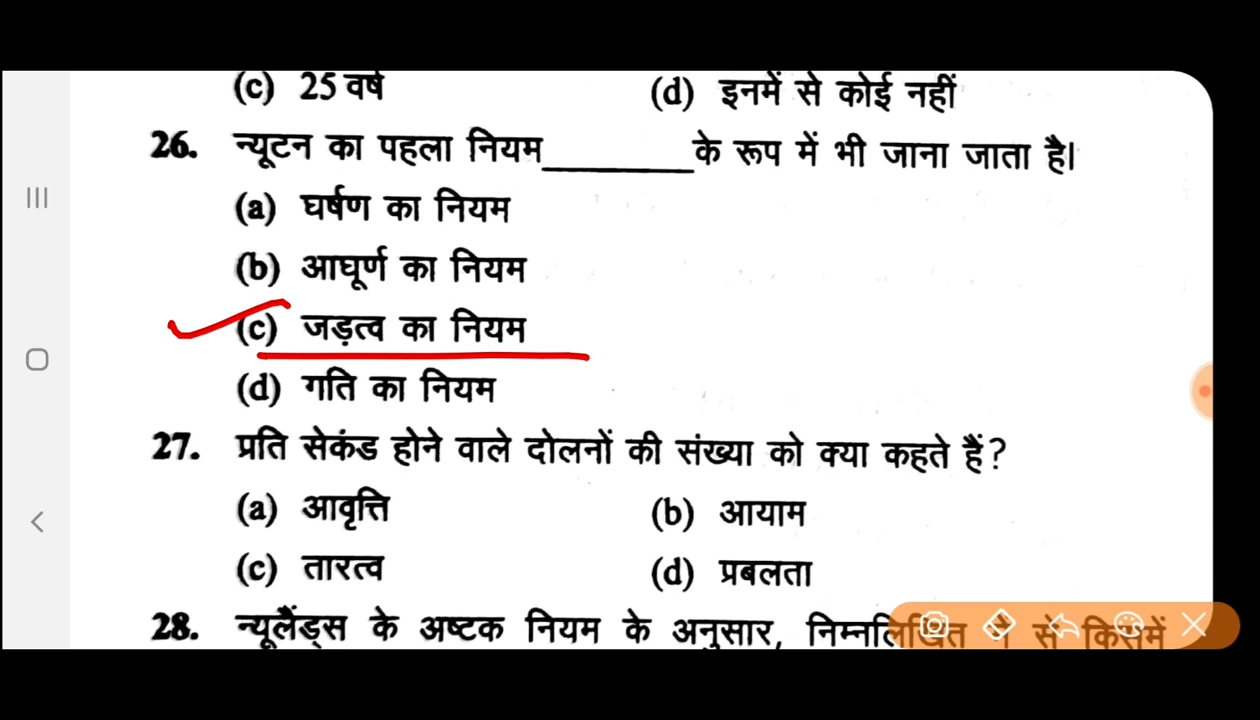 (c) 25 वर्ष (d) इनमें से कोई नहीं
26. न्यूटन का पहला नियम________के रूप में भी जाना जाता है।
(a) घर्षण का नियम
(b) आघूर्ण का नियम
(c) जड़त्व का नियम
(d) गति का नियम
27. प्रति सेकंड होने वाले दोलनों की संख्या को क्या कहते हैं?
(a) आवृत्ति (b) आयाम
(c) तारत्व (d) प्रबलता
28. न्यूलैंड्स के अष्टक नियम के अनुसार, निम्नलिखित में से किसमें